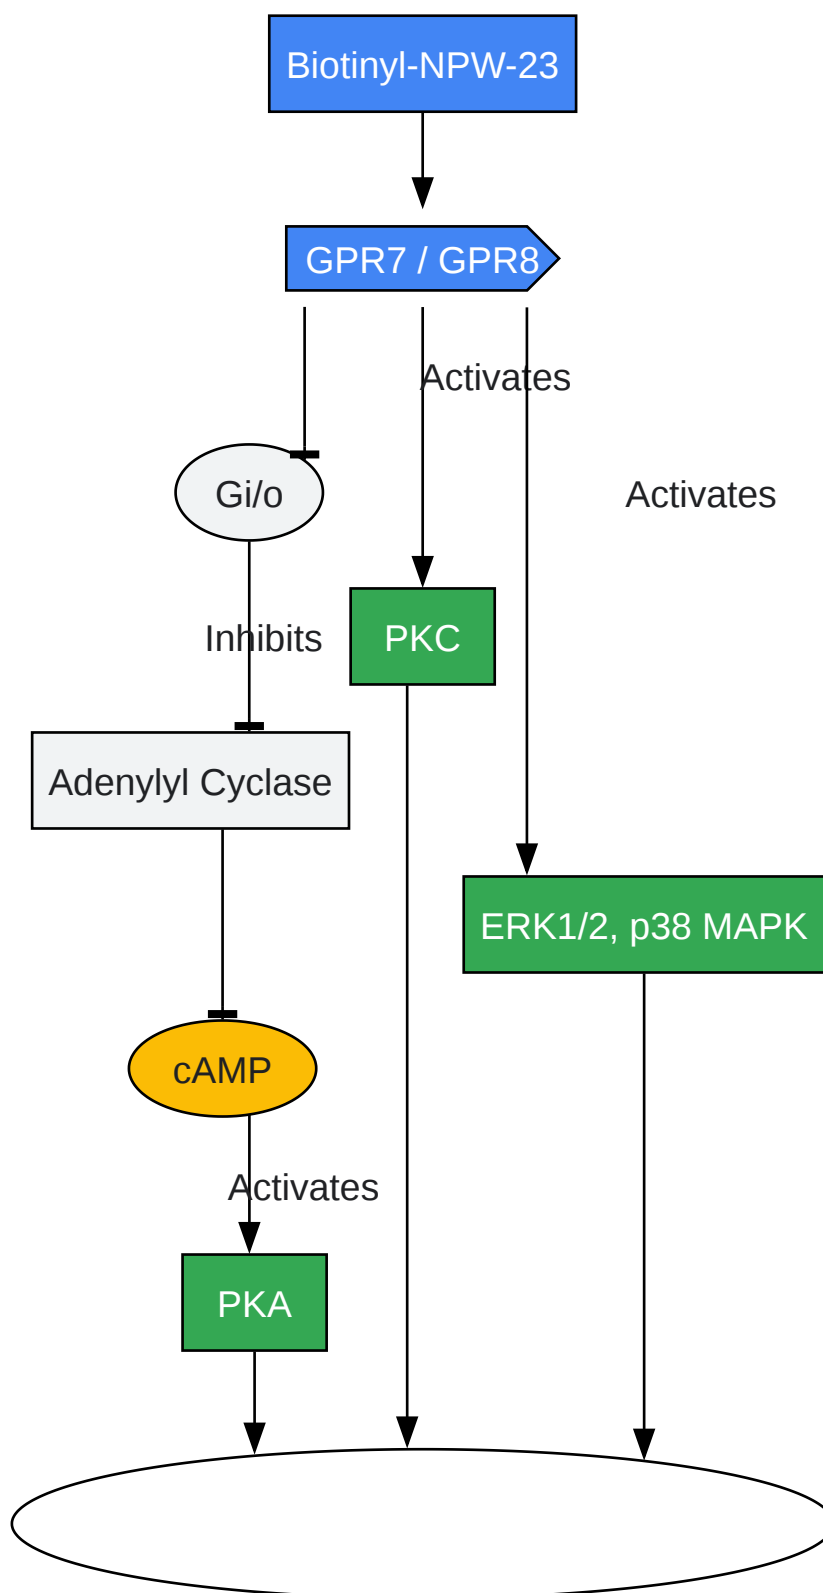 Biotinyl-NPW-23
GPR7 / GPR8
Activates
Activates
Gi/o
Inhibits
PKC
Adenylyl Cyclase
ERK1/2, p38 MAPK
cAMP
Activates
PKA